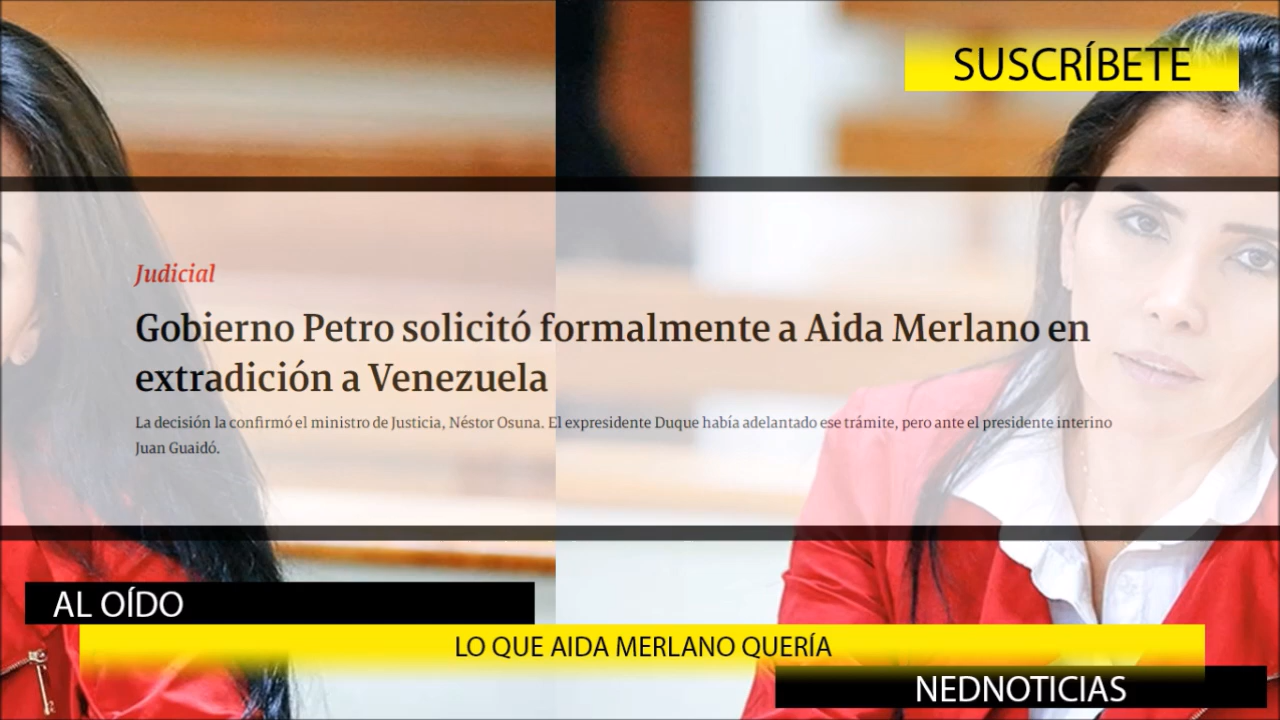 SUSCRÍBETE
Judicial
Gobierno Petro solicitó formalmente a Aida Merlano en
extradición a Venezuela
La decisión la confirmó el ministro de Justicia, Néstor Osuna. El expresidente Duque había adelantado ese trámite, pero ante el presidente interino
Juan Guaidó.
AL OÍDO
LO QUE AIDA MERLANO QUERÍA
NEDNOTICIAS